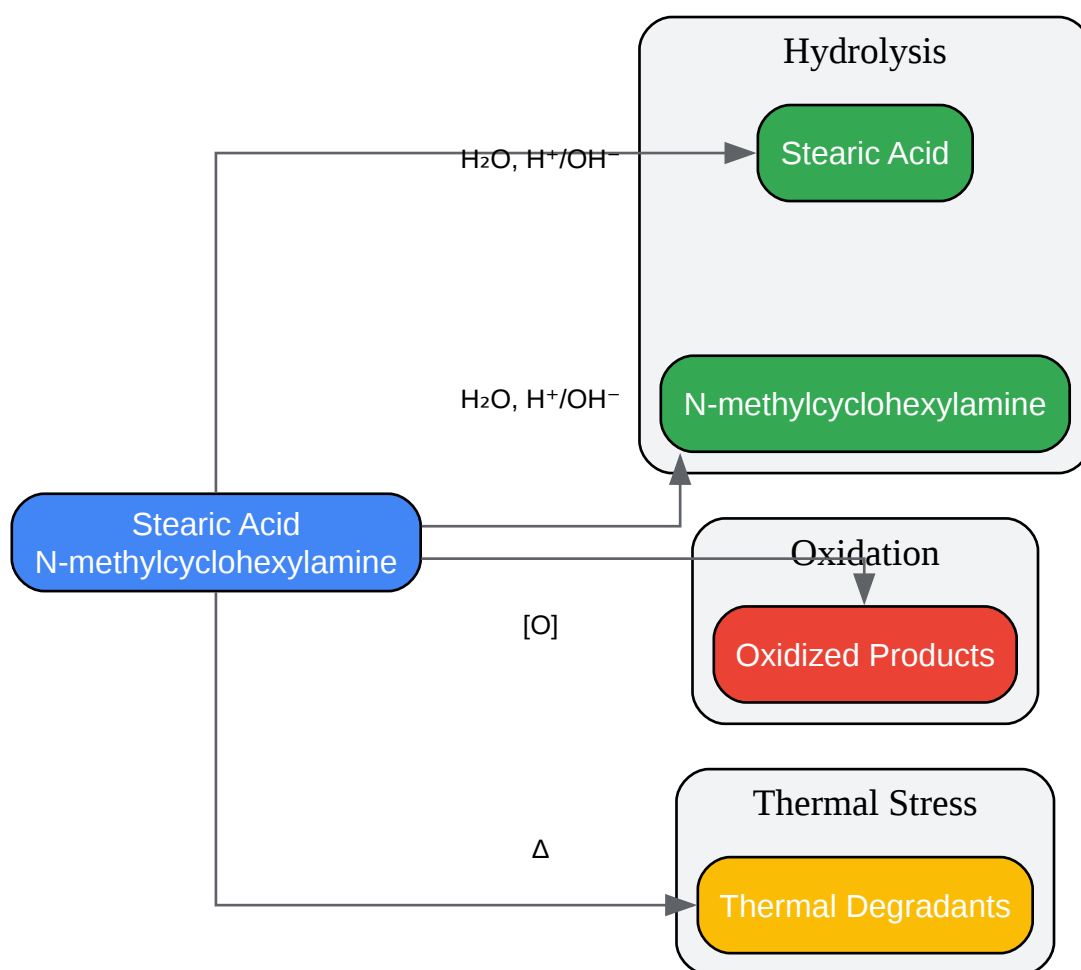 Hydrolysis
Stearic Acid
H₂O, H⁺/OH⁻
H₂O, H⁺/OH⁻
N-methylcyclohexylamine
Stearic Acid
N-methylcyclohexylamine
Oxidation
[O]
Oxidized Products
Thermal Stress
Δ
Thermal Degradants